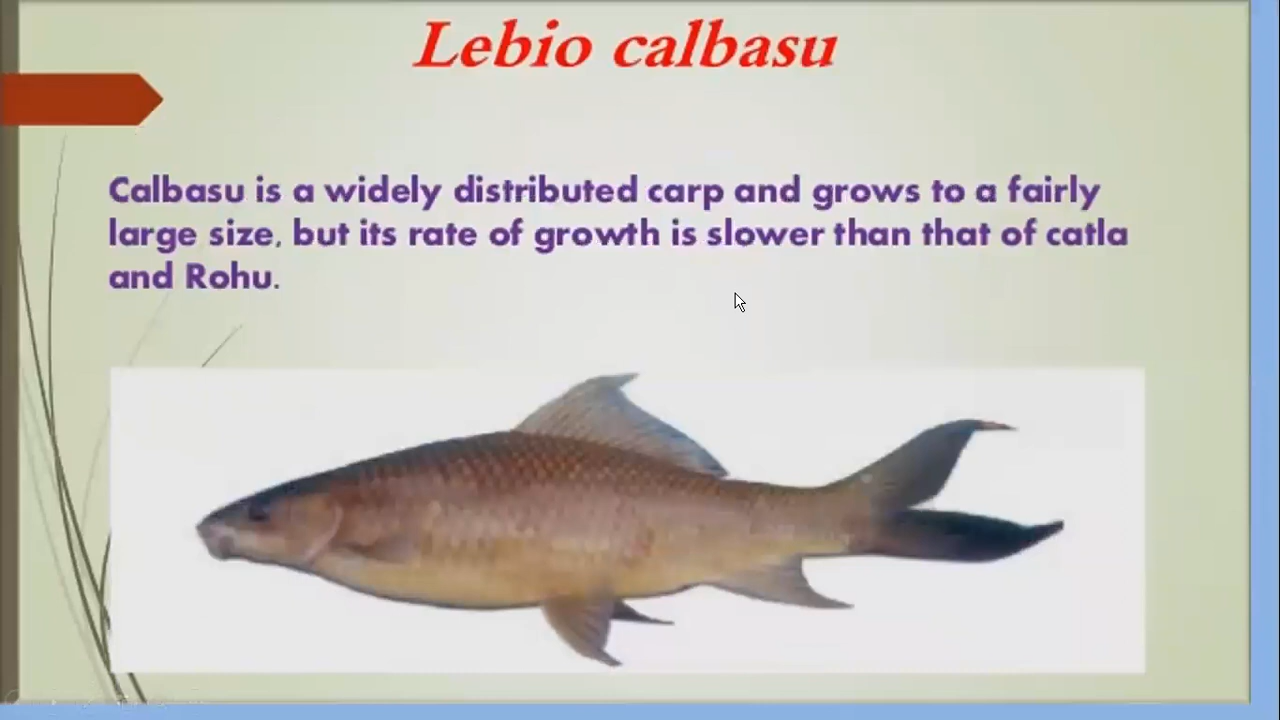 Lebio calbasu
Calbasu is a widely distributed carp and grows to a fairly
large size, but its rate of growth is slower than that of catla
and Rohu.